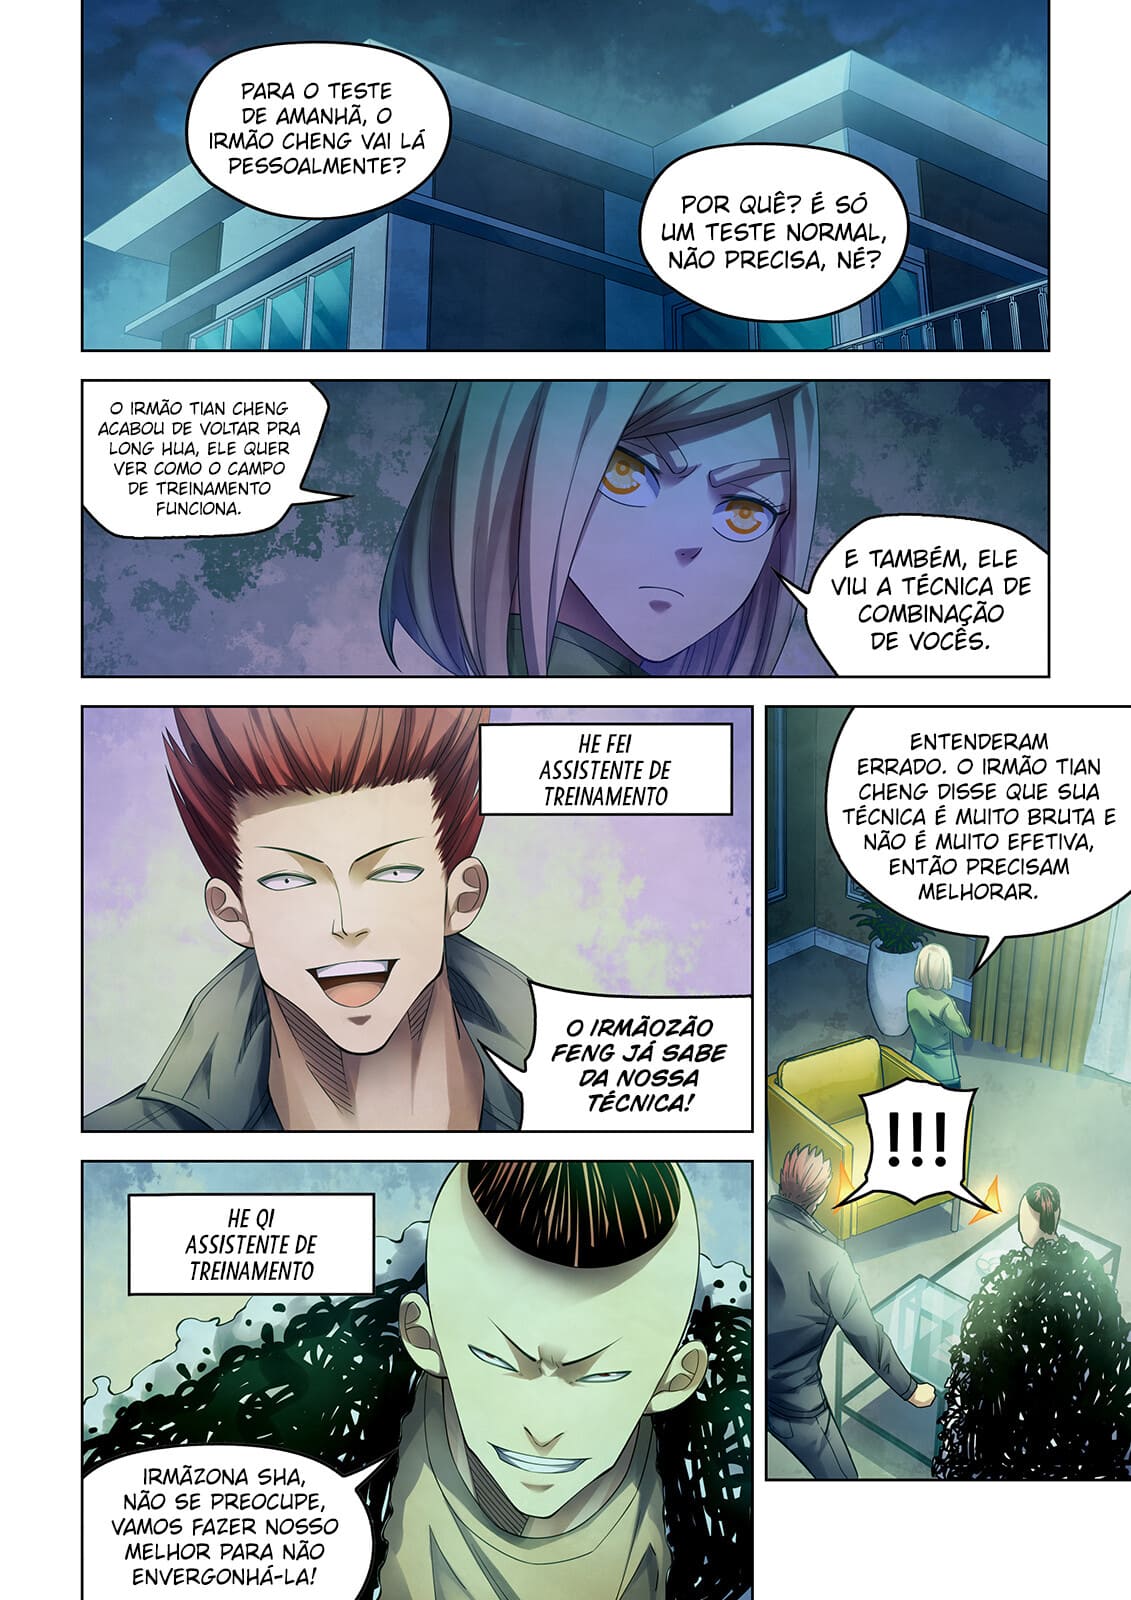 PARA O TESTE
DE AMANHÃ, O
IRMÃO CHENG VAI LÁ
PESSOALMENTE?
POR QUÊ? É SÓ
UM TESTE NORMAL,
NÃO PRECISA, NÉ?
O IRMÃO TIAN CHENG
ACABOU DE VOLTAR PRA
LONG HUA, ELE QUER
VER COMO O CAMPO
DE TREINAMENTO
FUNCIONA.
E TAMBÉM, ELE
VIU A TÉCNICA DE
COMBINAÇÃO
DE VOCÊS.
HE FEI
ASSISTENTE DE
TREINAMENTO
O IRMÃOZÃO
FENG JÁ SABE
DA NOSSA
TÉCNICA!
HE QI
ASSISTENTE DE
TREINAMENTO
IRMÃZONA SHA,
NÃO SE PREOCUPE,
VAMOS FAZER NOSSO
MELHOR PARA NÃO
ENVERGONHÁ-LA!
ENTENDERAM
ERRADO. O IRMÃO TIAN
CHENG DISSE QUE SUA
TÉCNICA É MUITO BRUTA E
NÃO É MUITO EFETIVA,
ENTÃO PRECISAM
MELHORAR.
!!!